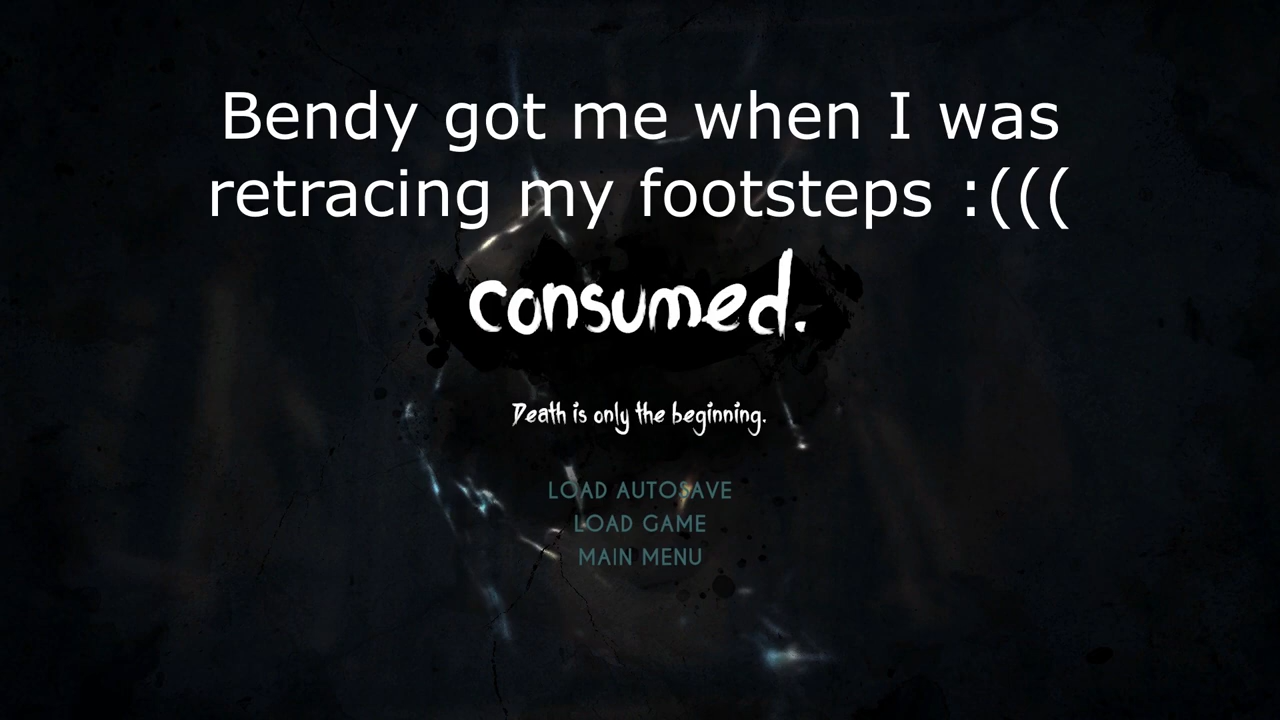 Bendy got me when I was
retracing my footsteps :(((
consumed.
Death is only the beginning.
LOAD AUTOSAVE
LOAD GAME
MAIN MENU